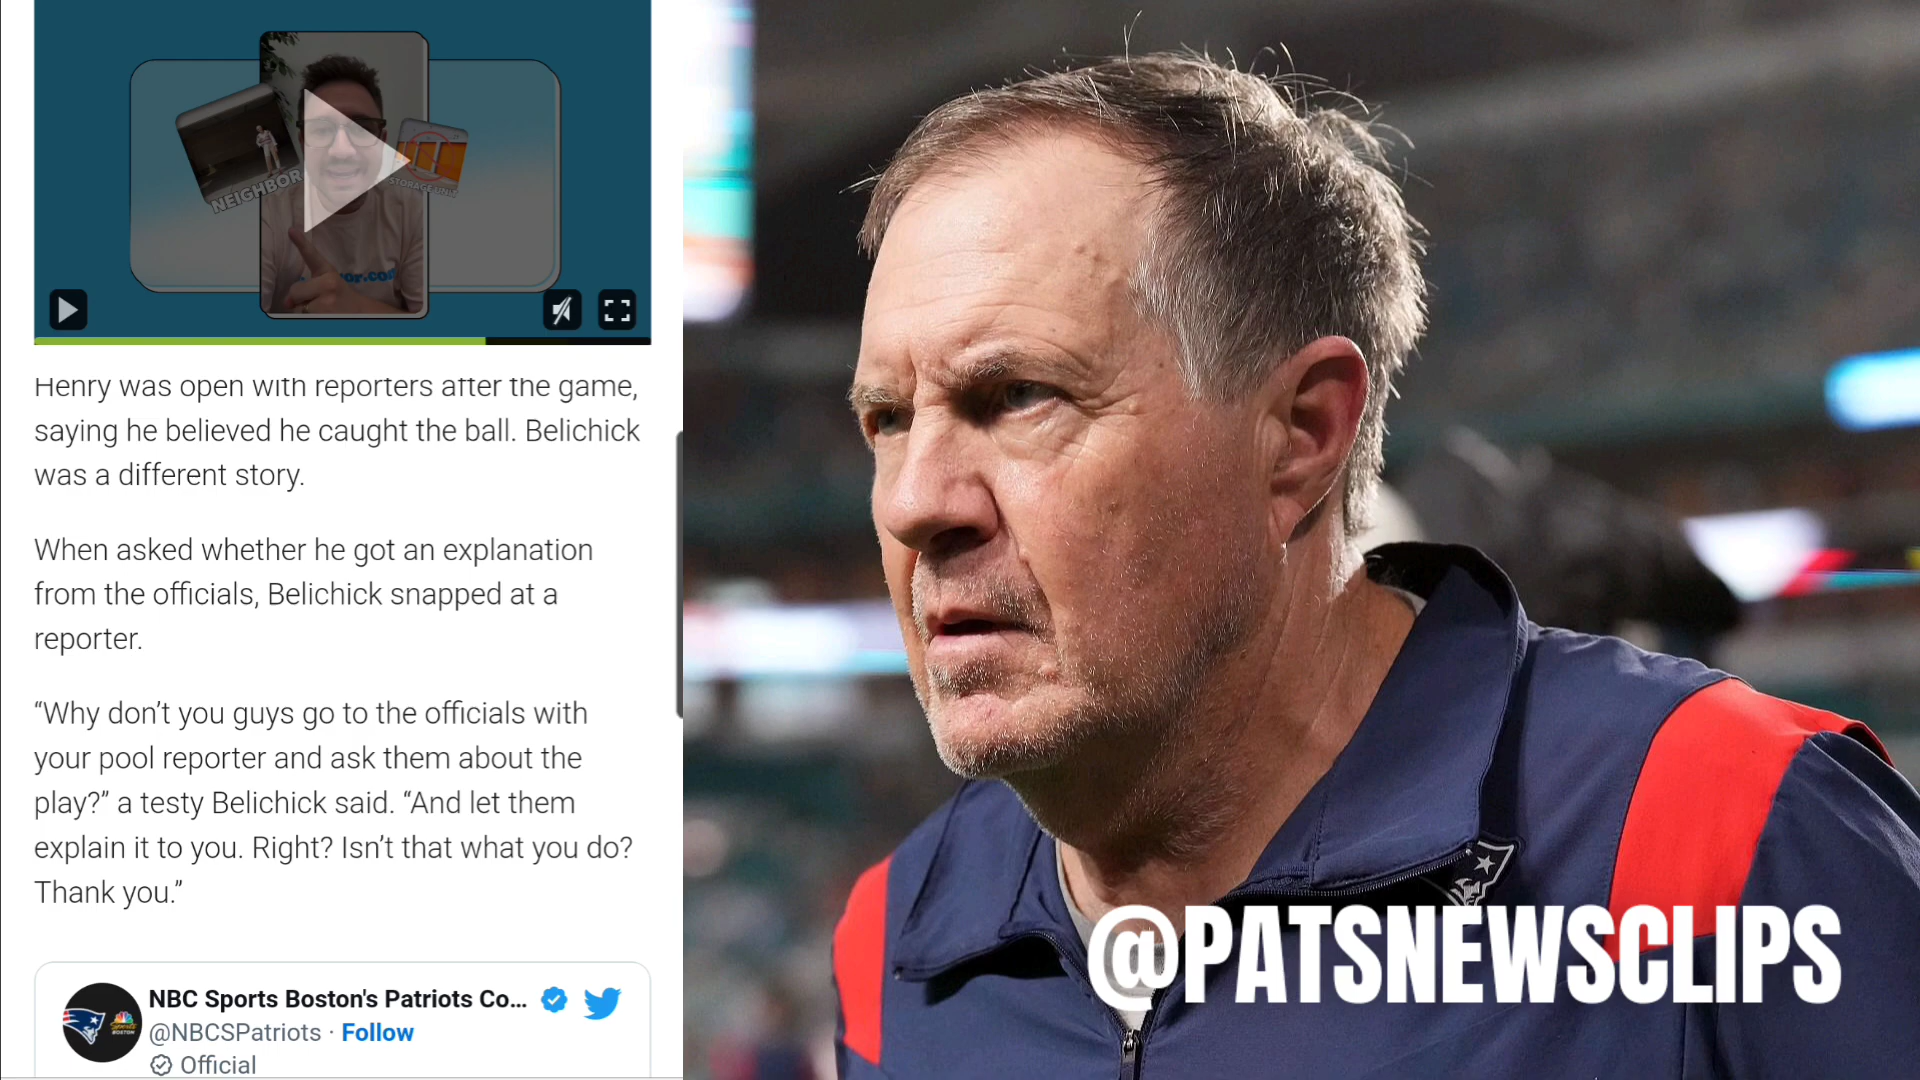 NEIGHBOR
STORAGE UNIT
Henry was open with reporters after the game,
saying he believed he caught the ball. Belichick
was a different story.
When asked whether he got an explanation
from the officials, Belichick snapped at a
reporter.
“Why don’t you guys go to the officials with
your pool reporter and ask them about the
play?” a testy Belichick said. “And let them
explain it to you. Right? Isn’t that what you do?
Thank you.”
NBC Sports Boston's Patriots Co...
@NBCSPatriots · Follow
Official
@PATSNEWSCLIPS